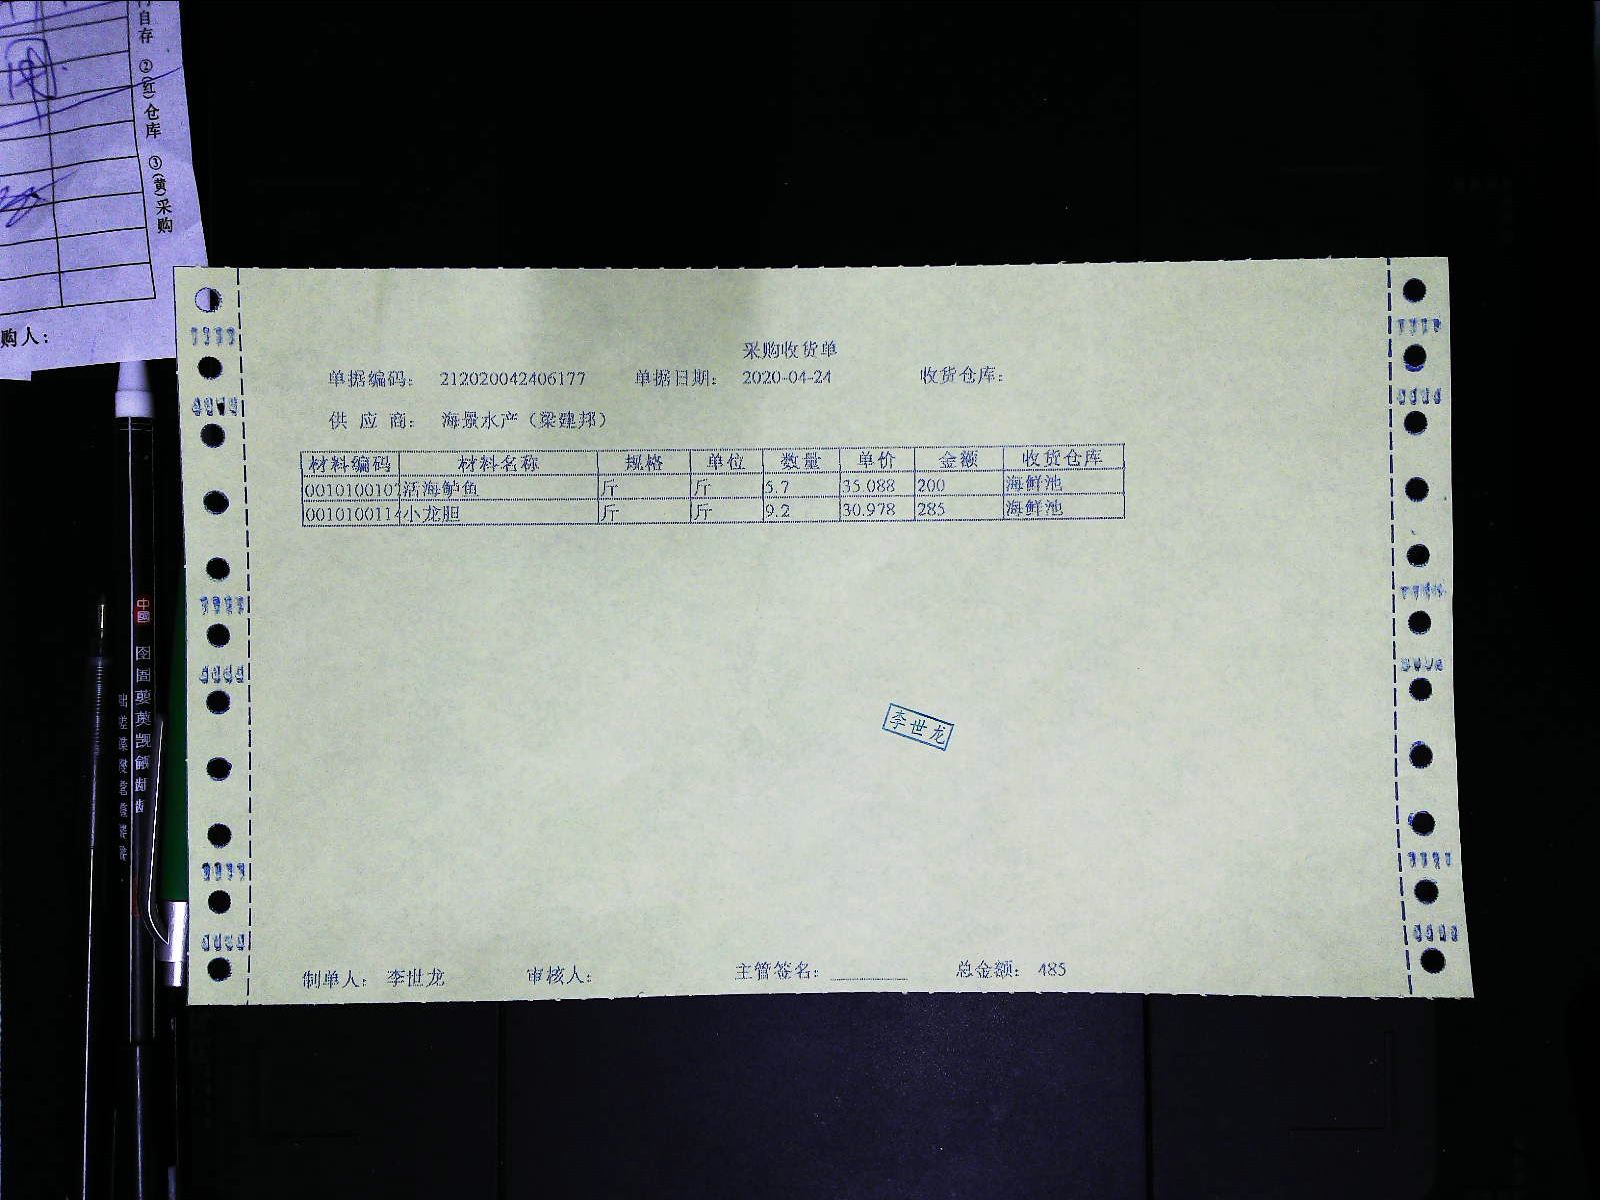 自存 ②(红)仓库 ③(黄)采购
购人：
采购收货单
单据编码： 212020042406177 单据日期： 2020-04-24 收货仓库：
供 应 商： 海景水产（梁建邦）
材料编码 材料名称 规格 单位 数量 单价 金额 收货仓库
001010010 活海鲈鱼 斤 斤 5.7 35.088 200 海鲜池
001010011 小龙胆 斤 斤 9.2 30.978 285 海鲜池
李世龙
制单人： 李世龙 审核人： 主管签名： 总金额： 485
中国